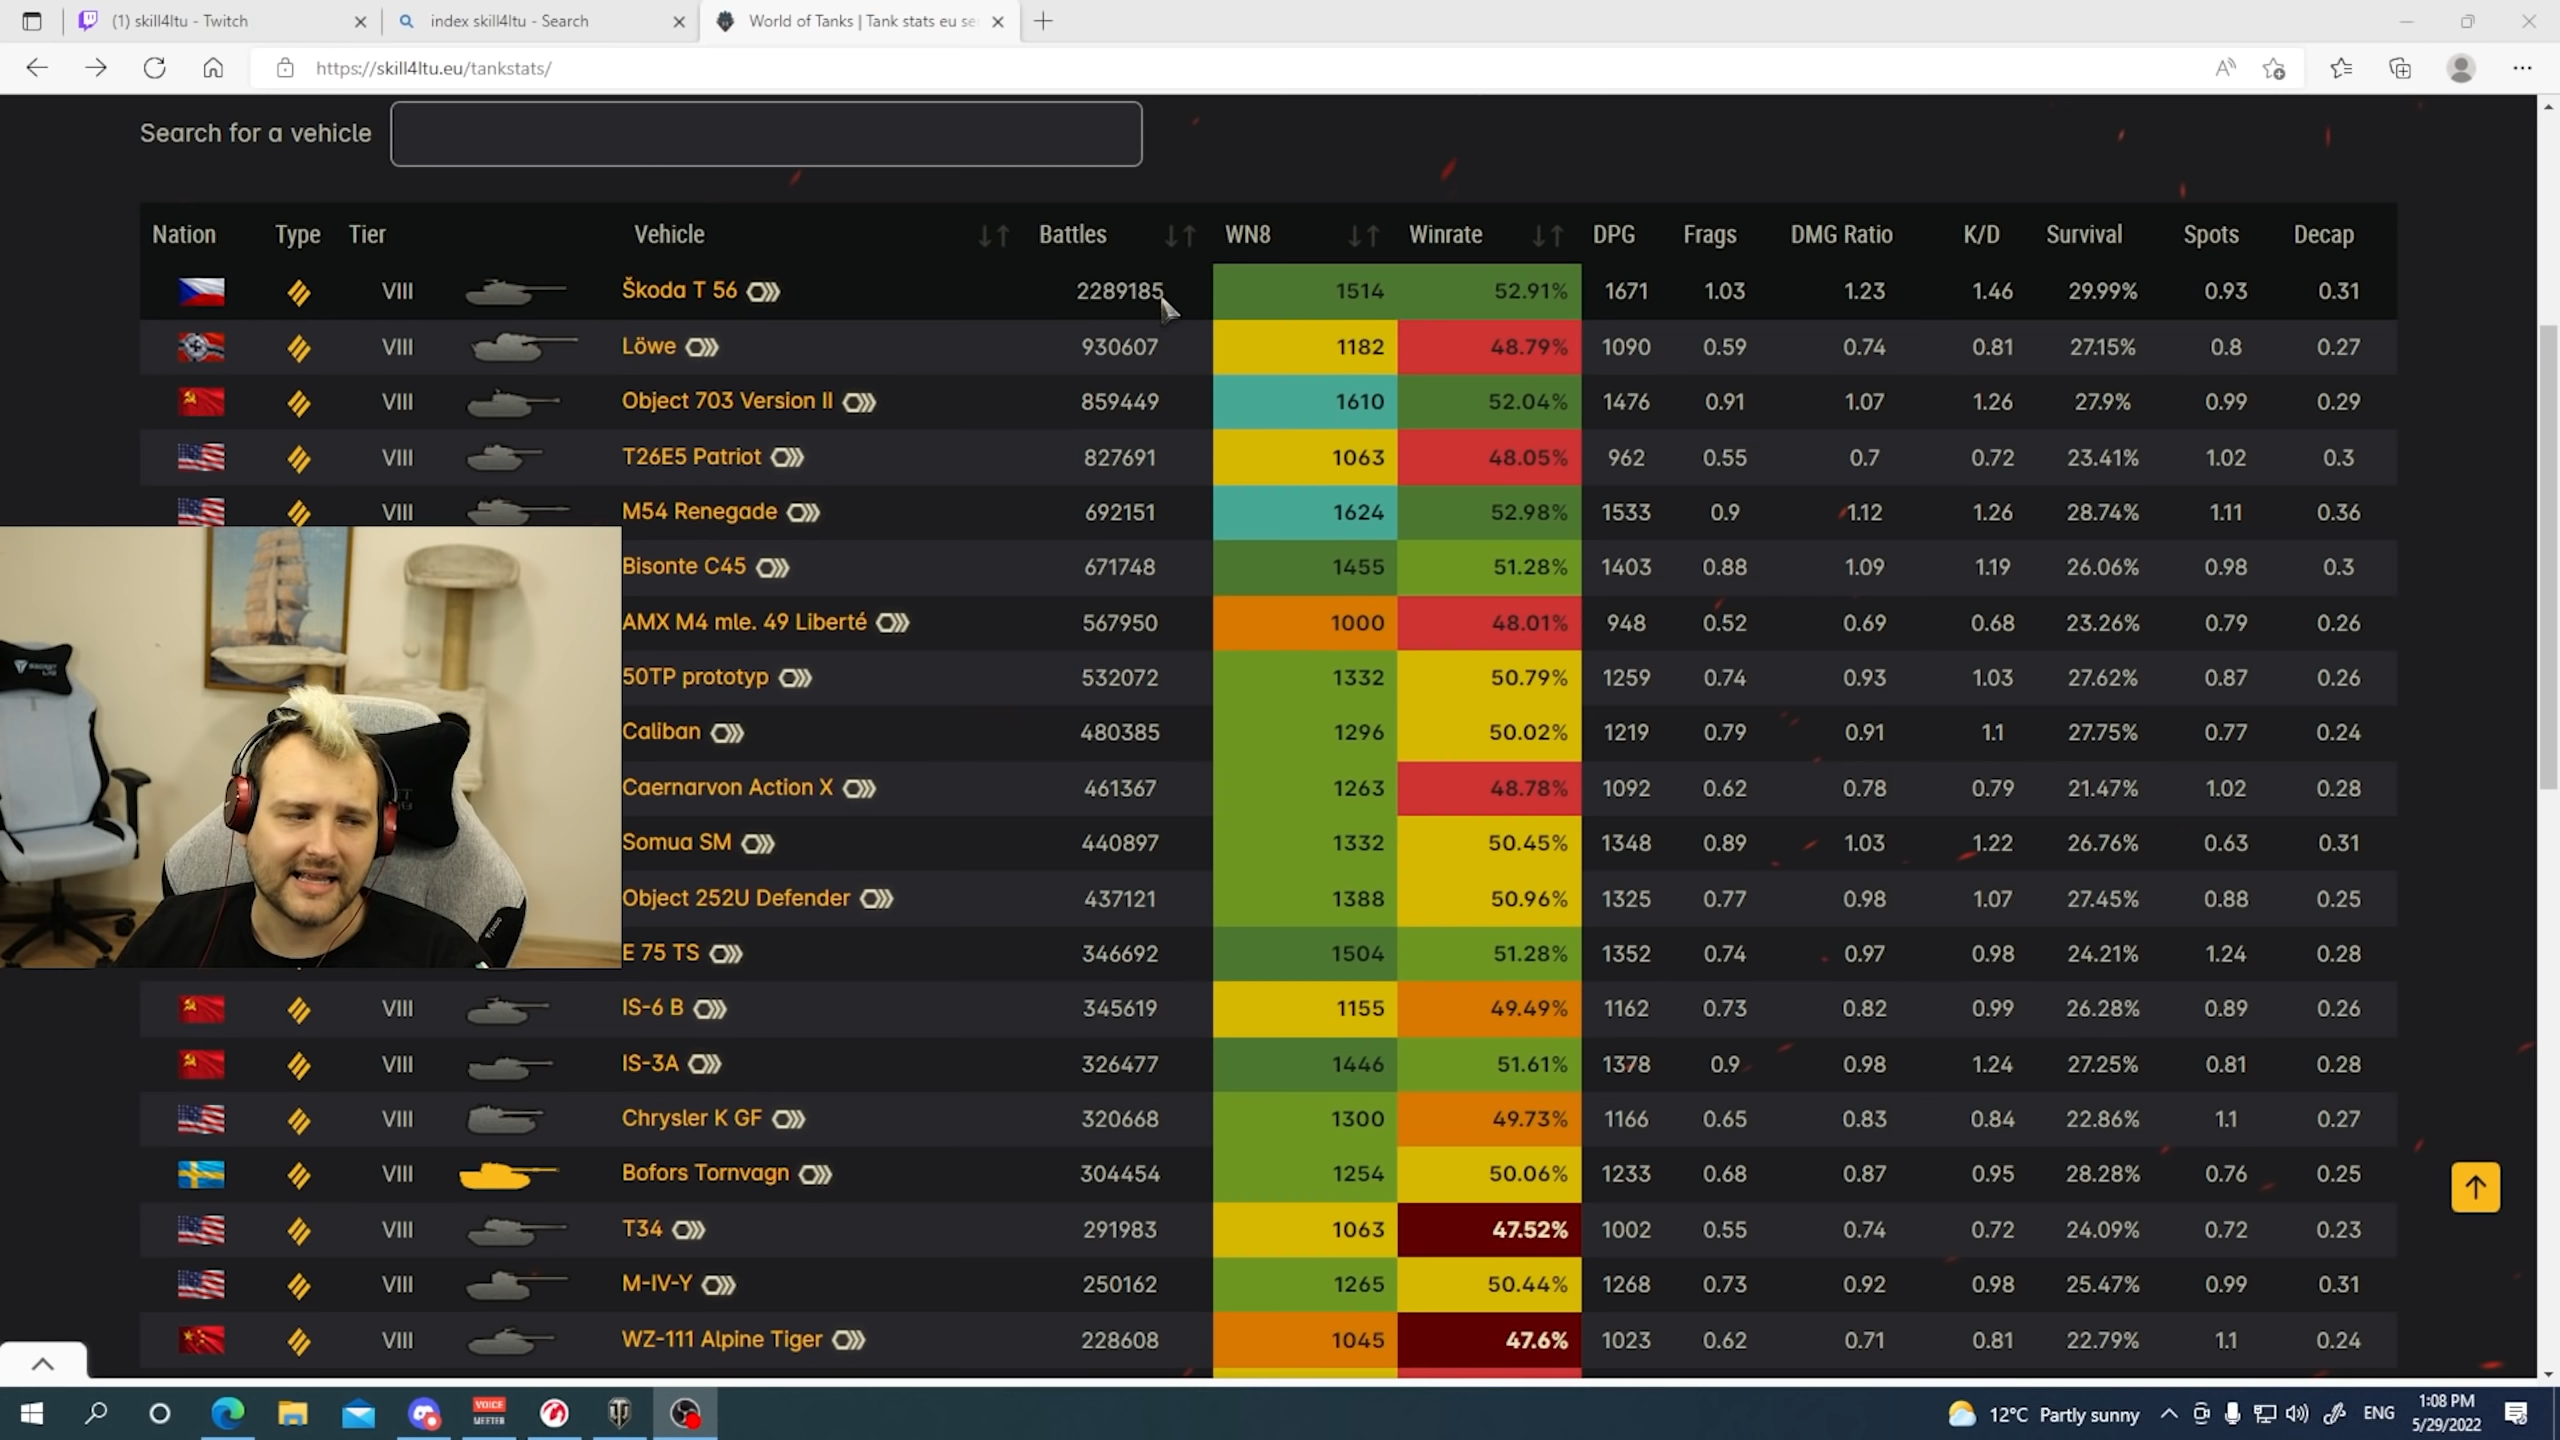 (1) skill4ltu - Twitch
index skill4ltu - Search
World of Tanks | Tank stats eu se
https://skill4ltu.eu/tankstats/
Search for a vehicle
Nation Type Tier Vehicle Battles WN8 Winrate DPG Frags DMG Ratio K/D Survival Spots Decap
VIII Škoda T 56 2289185 1514 52.91% 1671 1.03 1.23 1.46 29.99% 0.93 0.31
VIII Löwe 930607 1182 48.79% 1090 0.59 0.74 0.81 27.15% 0.8 0.27
VIII Object 703 Version II 859449 1610 52.04% 1476 0.91 1.07 1.26 27.9% 0.99 0.29
VIII T26E5 Patriot 827691 1063 48.05% 962 0.55 0.7 0.72 23.41% 1.02 0.3
VIII M54 Renegade 692151 1624 52.98% 1533 0.9 1.12 1.26 28.74% 1.11 0.36
Bisonte C45 671748 1455 51.28% 1403 0.88 1.09 1.19 26.06% 0.98 0.3
AMX M4 mle. 49 Liberté 567950 1000 48.01% 948 0.52 0.69 0.68 23.26% 0.79 0.26
50TP prototyp 532072 1332 50.79% 1259 0.74 0.93 1.03 27.62% 0.87 0.26
Caliban 480385 1296 50.02% 1219 0.79 0.91 1.1 27.75% 0.77 0.24
Caernarvon Action X 461367 1263 48.78% 1092 0.62 0.78 0.79 21.47% 1.02 0.28
Somua SM 440897 1332 50.45% 1348 0.89 1.03 1.22 26.76% 0.63 0.31
Object 252U Defender 437121 1388 50.96% 1325 0.77 0.98 1.07 27.45% 0.88 0.25
E 75 TS 346692 1504 51.28% 1352 0.74 0.97 0.98 24.21% 1.24 0.28
VIII IS-6 B 345619 1155 49.49% 1162 0.73 0.82 0.99 26.28% 0.89 0.26
VIII IS-3A 326477 1446 51.61% 1378 0.9 0.98 1.24 27.25% 0.81 0.28
VIII Chrysler K GF 320668 1300 49.73% 1166 0.65 0.83 0.84 22.86% 1.1 0.27
VIII Bofors Tornvagn 304454 1254 50.06% 1233 0.68 0.87 0.95 28.28% 0.76 0.25
VIII T34 291983 1063 47.52% 1002 0.55 0.74 0.72 24.09% 0.72 0.23
VIII M-IV-Y 250162 1265 50.44% 1268 0.73 0.92 0.98 25.47% 0.99 0.31
VIII WZ-111 Alpine Tiger 228608 1045 47.6% 1023 0.62 0.71 0.81 22.79% 1.1 0.24
VOICE
MEETER
12°C Partly sunny
ENG
1:08 PM
5/29/2022